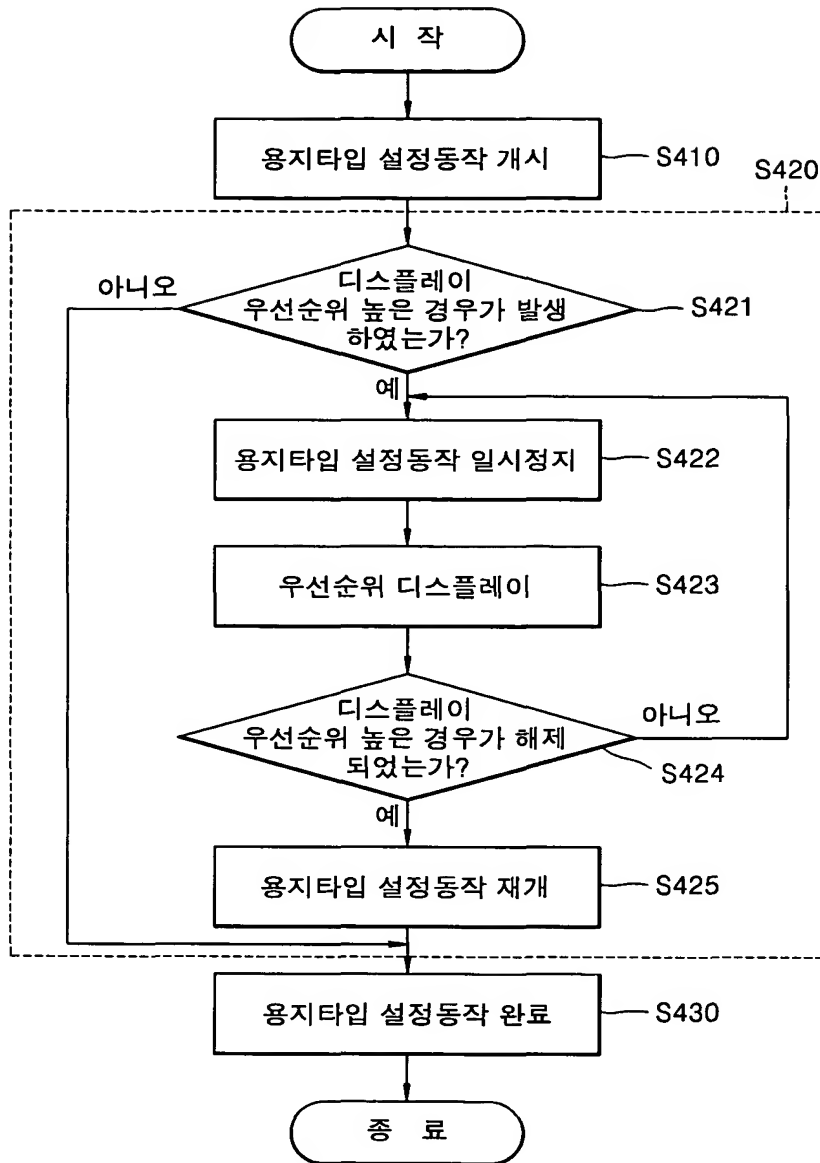 시 작
용지타입 설정동작 개시
S410
S420
아니오
디스플레이
우선순위 높은 경우가 발생
하였는가?
S421
예
용지타입 설정동작 일시정지
S422
우선순위 디스플레이
S423
디스플레이
우선순위 높은 경우가 해제
되었는가?
아니오
S424
예
용지타입 설정동작 재개
S425
용지타입 설정동작 완료
S430
종 료